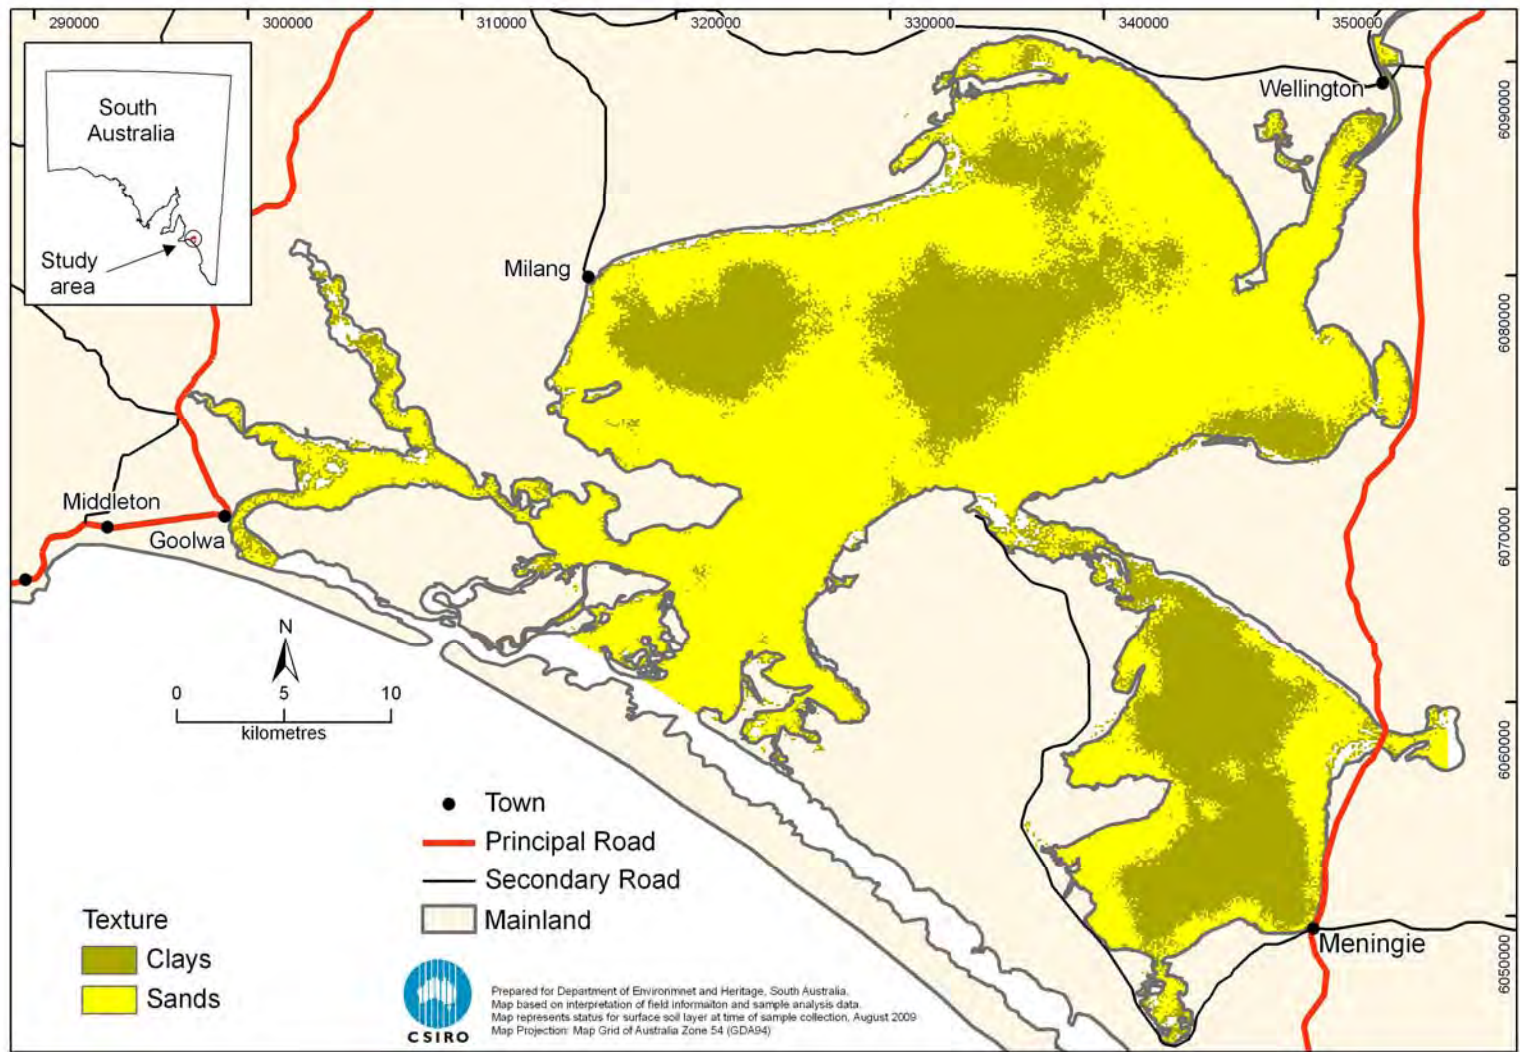 290000
300000
310000
320000
330000
340000
350000
6090000
6080000
6070000
6060000
6050000
South
Australia
Study
area
Wellington
Milang
Middleton
Goolwa
Meningie
N
0 5 10
kilometres
Town
Principal Road
Secondary Road
Mainland
Texture
Clays
Sands
CSIRO
Prepared for Department of Environmnet and Heritage, South Australia.
Map based on interpretation of field informaiton and sample analysis data.
Map represents status for surface soil layer at time of sample collection, August 2009
Map Projection: Map Grid of Australia Zone 54 (GDA94)